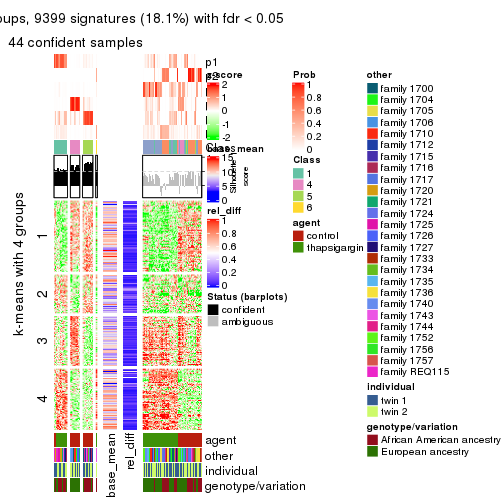 oups, 9399 signatures (18.1%) with fdr < 0.05
44 confident samples
p1
p2
Class
k-means with 4 groups
1
2
3
4
base_mean
rel_diff
agent
other
individual
genotype/variation
z-score
2
1
0
-1
-2
base_mean
15
10
5
0
Silhouette
score
rel_diff
1
0.8
0.6
0.4
0.2
0
Status (barplots)
confident
ambiguous
Prob
1
0.8
0.6
0.4
0.2
0
Class
1
4
5
6
agent
control
thapsigargin
other
family 1700
family 1704
family 1705
family 1706
family 1710
family 1712
family 1715
family 1716
family 1717
family 1720
family 1721
family 1724
family 1725
family 1726
family 1727
family 1733
family 1734
family 1735
family 1736
family 1740
family 1743
family 1744
family 1752
family 1756
family 1757
family REQ115
individual
twin 1
twin 2
genotype/variation
African American ancestry
European ancestry